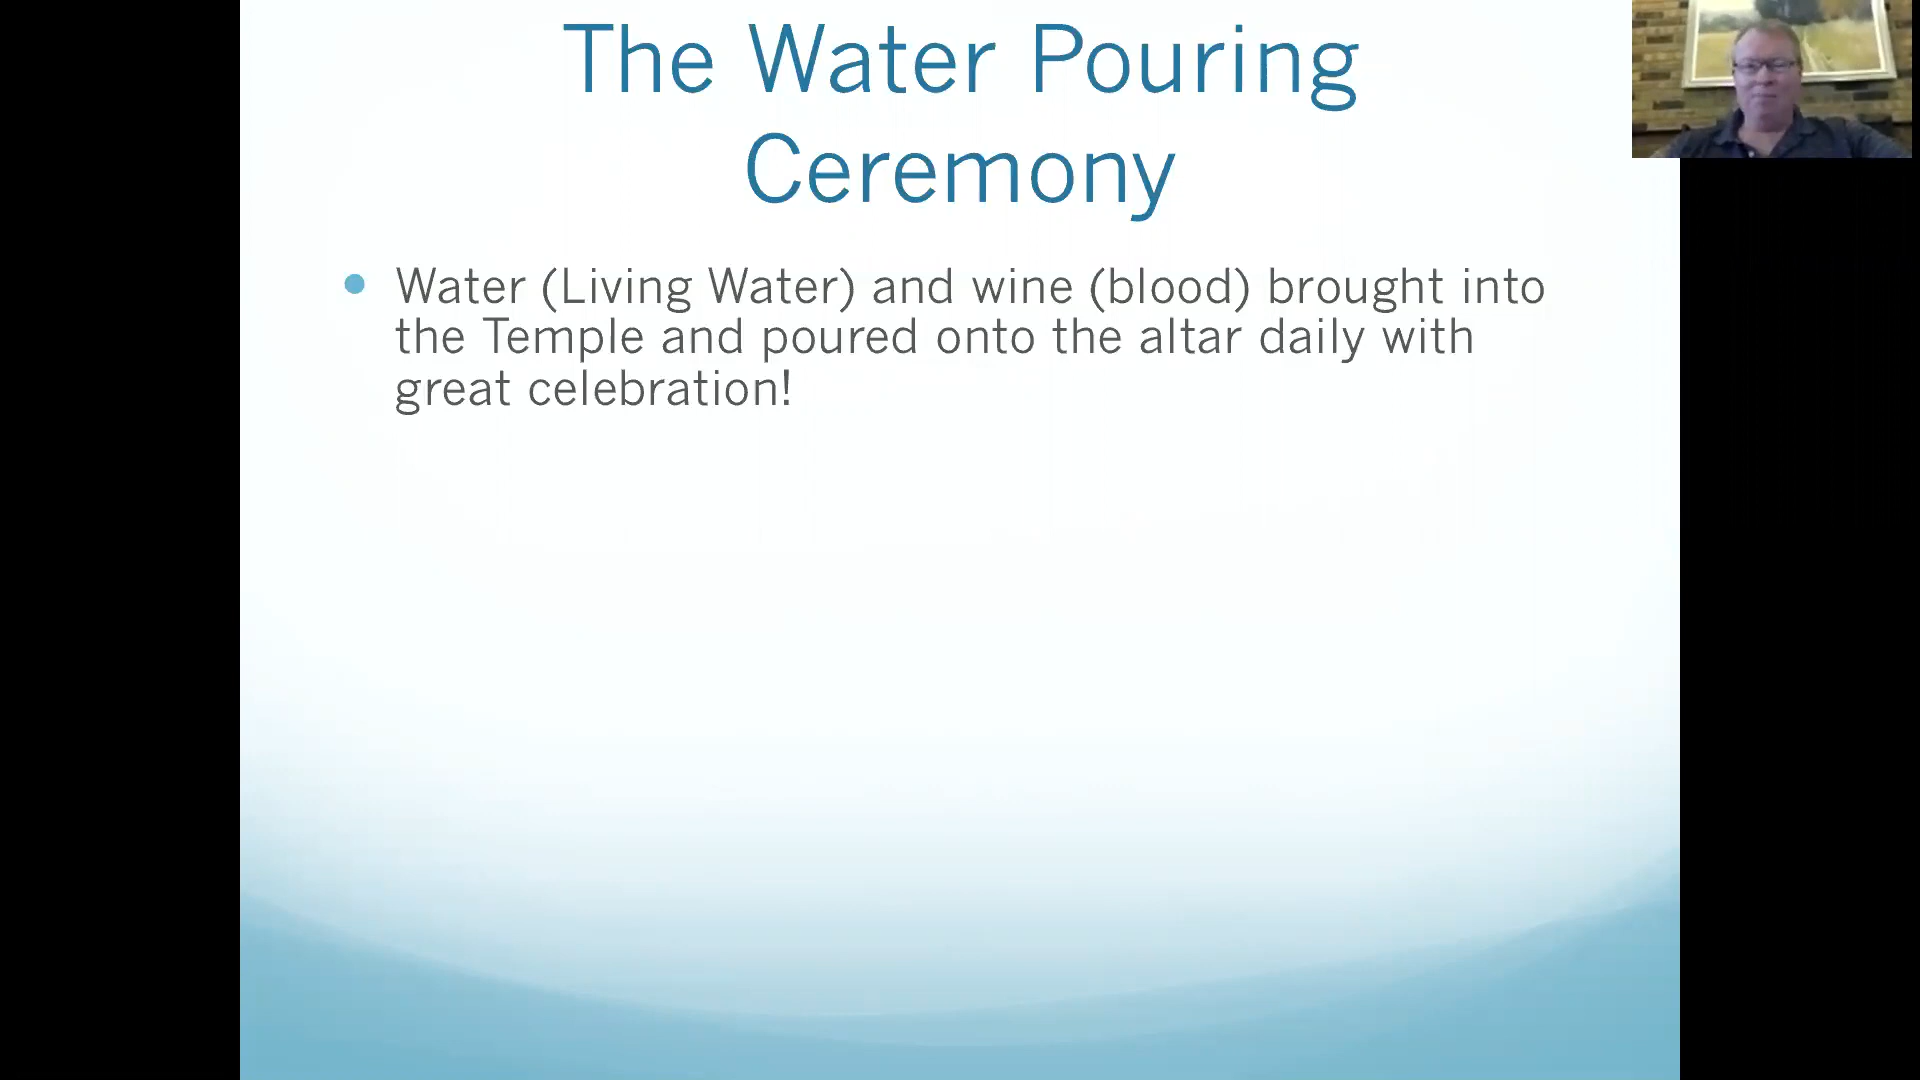 The Water Pouring
Ceremony
Water (Living Water) and wine (blood) brought into
the Temple and poured onto the altar daily with
great celebration!